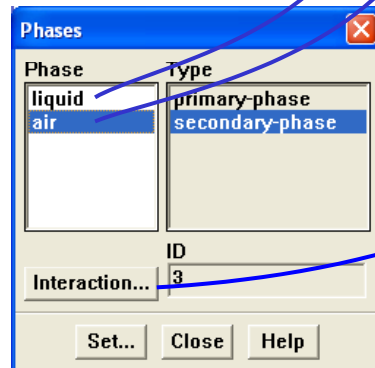 Phases
Phase Type
liquid primary-phase
air secondary-phase
ID
Interaction... 3
Set... Close Help